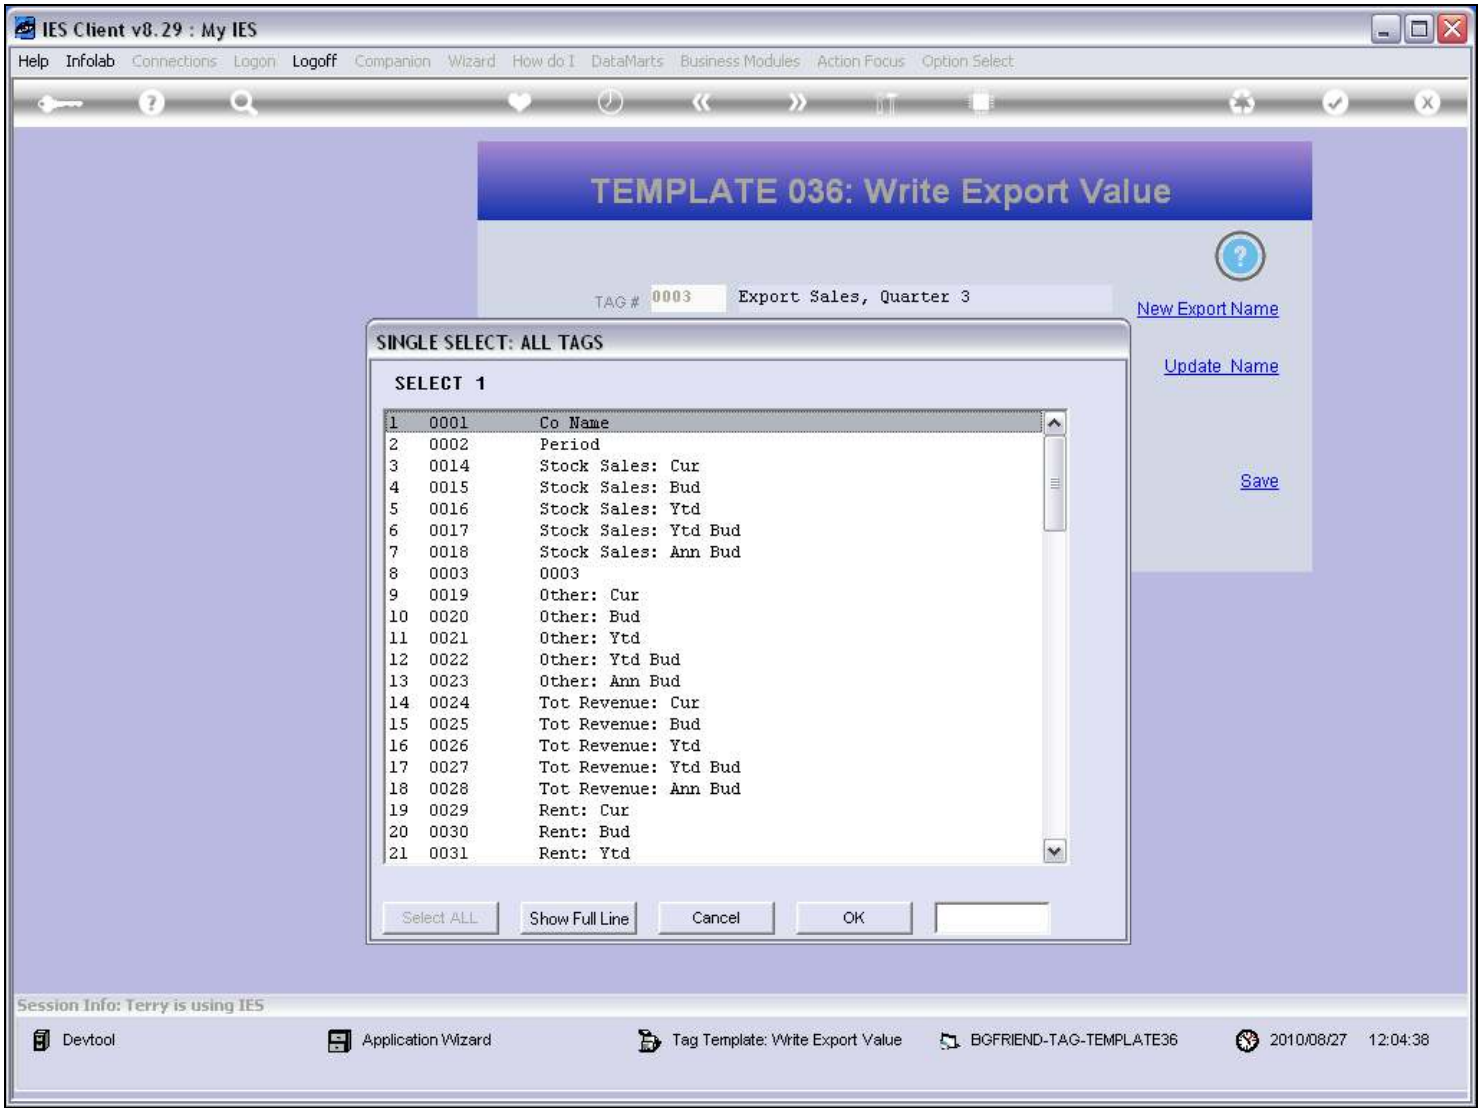 IES Client v8.29 : My IES
Help Infolab Connections Logon Logoff Companion Wizard How do I DataMarts Business Modules Action Focus Option Select
TEMPLATE 036: Write Export Value
TAG # 0003 Export Sales, Quarter 3
New Export Name
Update Name
Save
SINGLE SELECT: ALL TAGS
SELECT 1
1 0001 Co Name
2 0002 Period
3 0014 Stock Sales: Cur
4 0015 Stock Sales: Bud
5 0016 Stock Sales: Ytd
6 0017 Stock Sales: Ytd Bud
7 0018 Stock Sales: Ann Bud
8 0003 0003
9 0019 Other: Cur
10 0020 Other: Bud
11 0021 Other: Ytd
12 0022 Other: Ytd Bud
13 0023 Other: Ann Bud
14 0024 Tot Revenue: Cur
15 0025 Tot Revenue: Bud
16 0026 Tot Revenue: Ytd
17 0027 Tot Revenue: Ytd Bud
18 0028 Tot Revenue: Ann Bud
19 0029 Rent: Cur
20 0030 Rent: Bud
21 0031 Rent: Ytd
Select ALL Show Full Line Cancel OK
Session Info: Terry is using IES
Devtool Application Wizard Tag Template: Write Export Value BGFRIEND-TAG-TEMPLATE36 2010/08/27 12:04:38